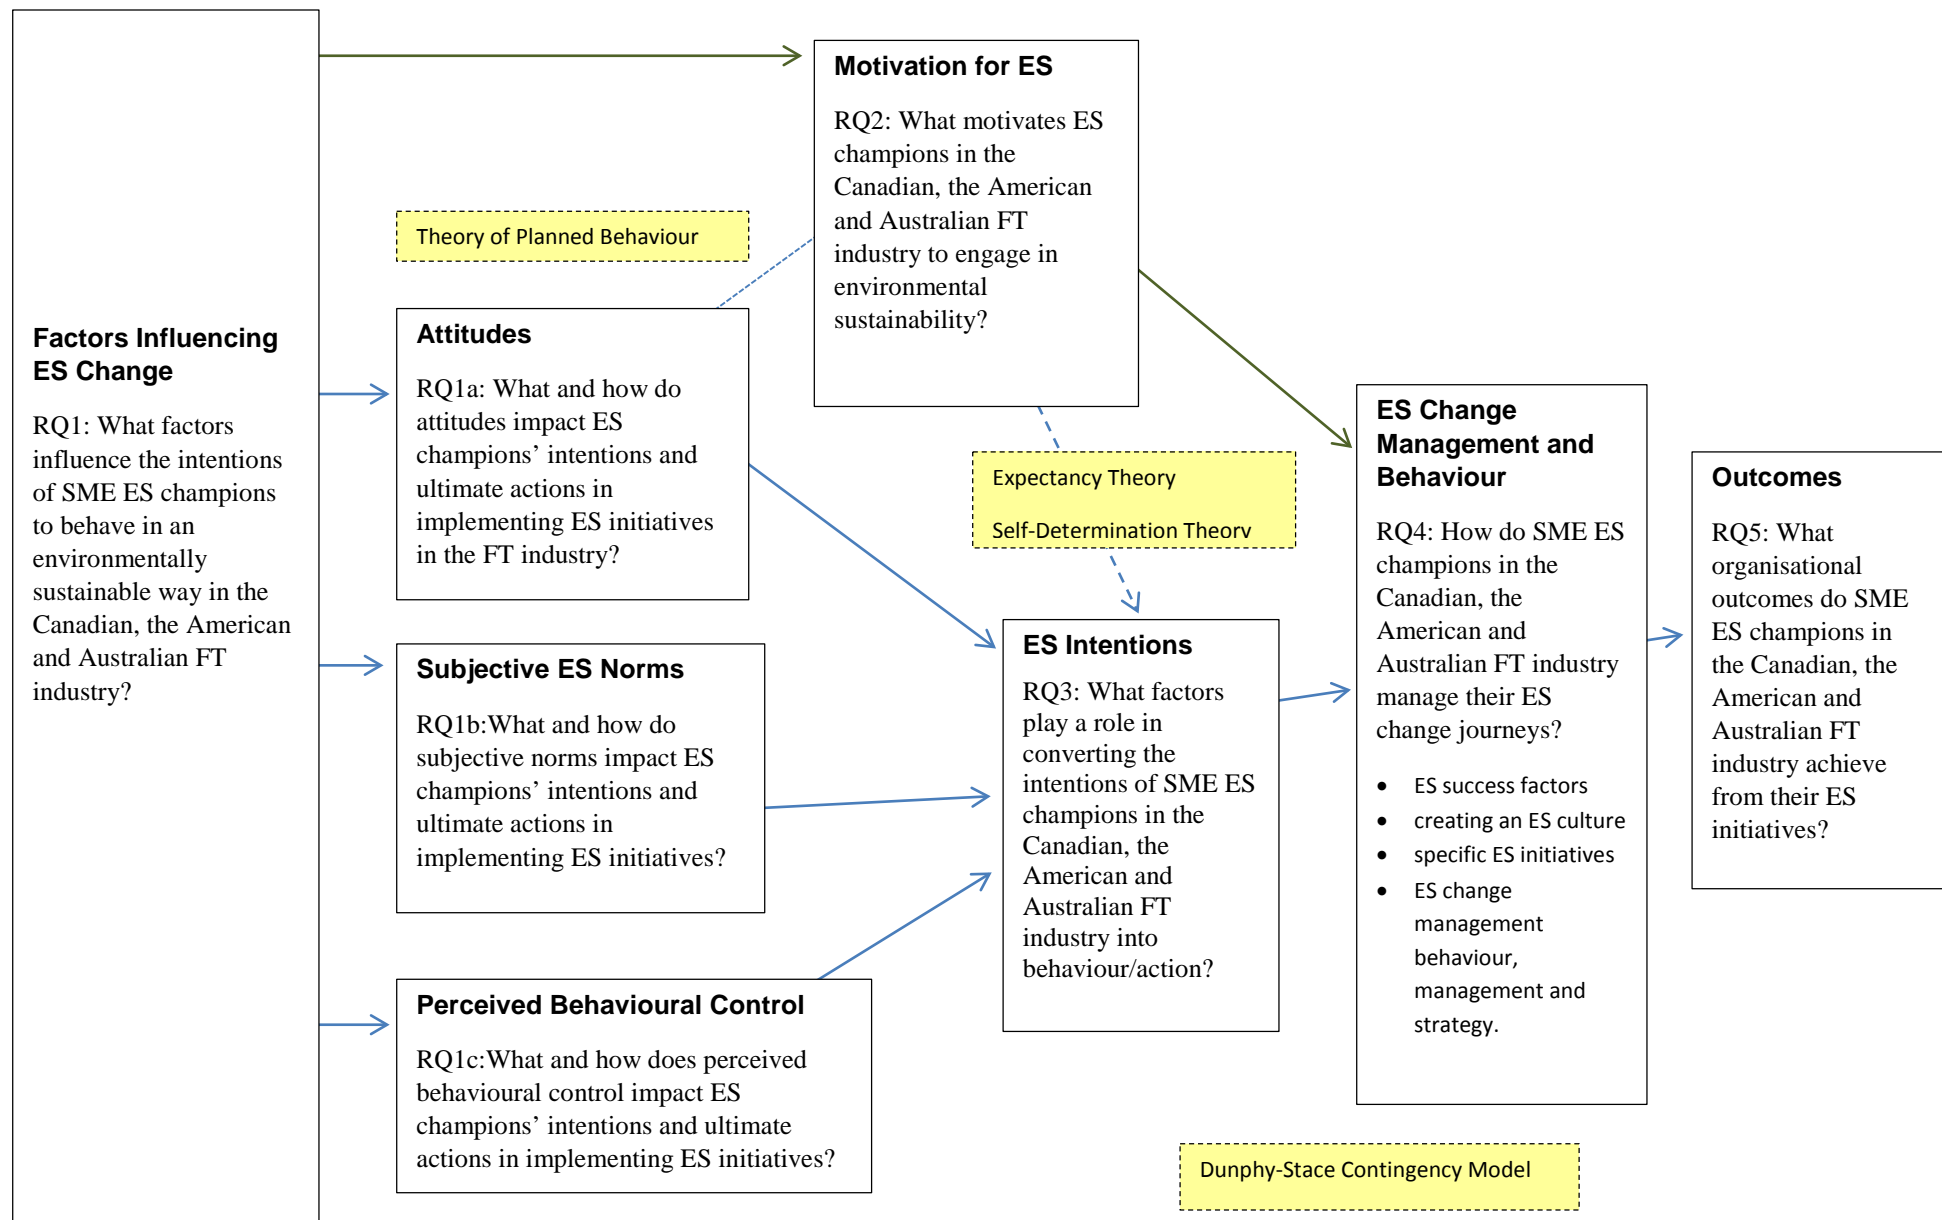 Factors Influencing
ES Change
RQ1: What factors
influence the intentions
of SME ES champions
to behave in an
environmentally
sustainable way in the
Canadian, the American
and Australian FT
industry?
Theory of Planned Behaviour
Attitudes
RQ1a: What and how do
attitudes impact ES
champions’ intentions and
ultimate actions in
implementing ES initiatives
in the FT industry?
Subjective ES Norms
RQ1b:What and how do
subjective norms impact ES
champions’ intentions and
ultimate actions in
implementing ES initiatives?
Perceived Behavioural Control
RQ1c:What and how does perceived
behavioural control impact ES
champions’ intentions and ultimate
actions in implementing ES initiatives?
Motivation for ES
RQ2: What motivates ES
champions in the
Canadian, the American
and Australian FT
industry to engage in
environmental
sustainability?
Expectancy Theory
Self-Determination Theory
ES Intentions
RQ3: What factors
play a role in
converting the
intentions of SME ES
champions in the
Canadian, the
American and
Australian FT
industry into
behaviour/action?
ES Change
Management and
Behaviour
RQ4: How do SME ES
champions in the
Canadian, the
American and
Australian FT industry
manage their ES
change journeys?
• ES success factors
• creating an ES culture
• specific ES initiatives
• ES change
management
behaviour,
management and
strategy.
Outcomes
RQ5: What
organisational
outcomes do SME
ES champions in
the Canadian, the
American and
Australian FT
industry achieve
from their ES
initiatives?
Dunphy-Stace Contingency Model